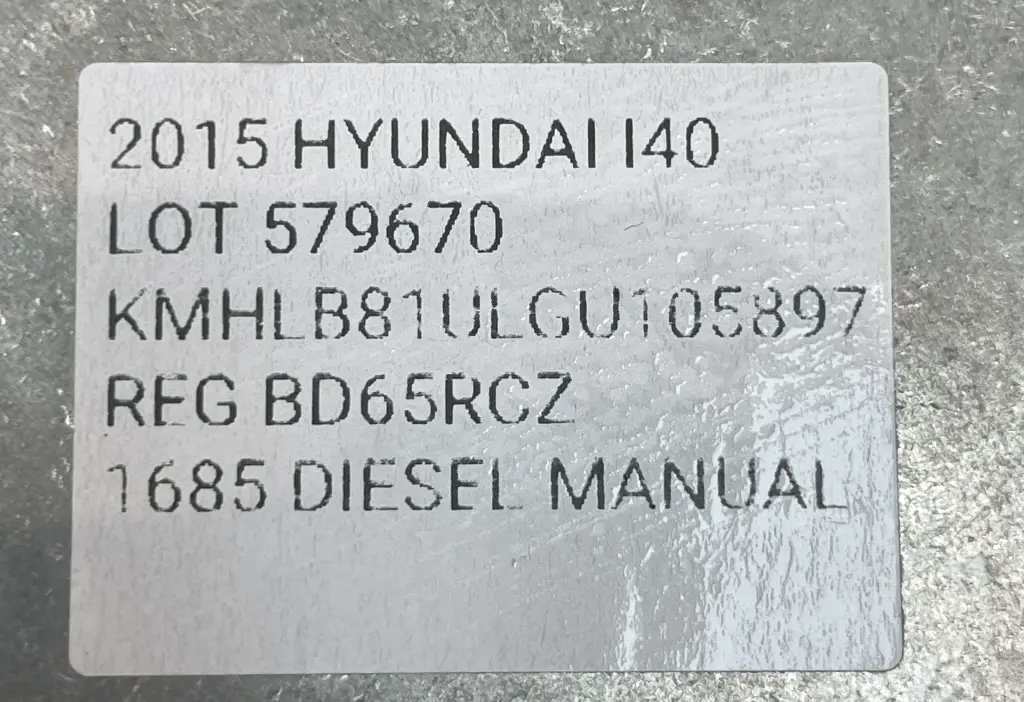 2015 HYUNDAI I40
LOT 579670
KMHLB81ULGU105897
REG BD65RCZ
1685 DIESEL MANUAL